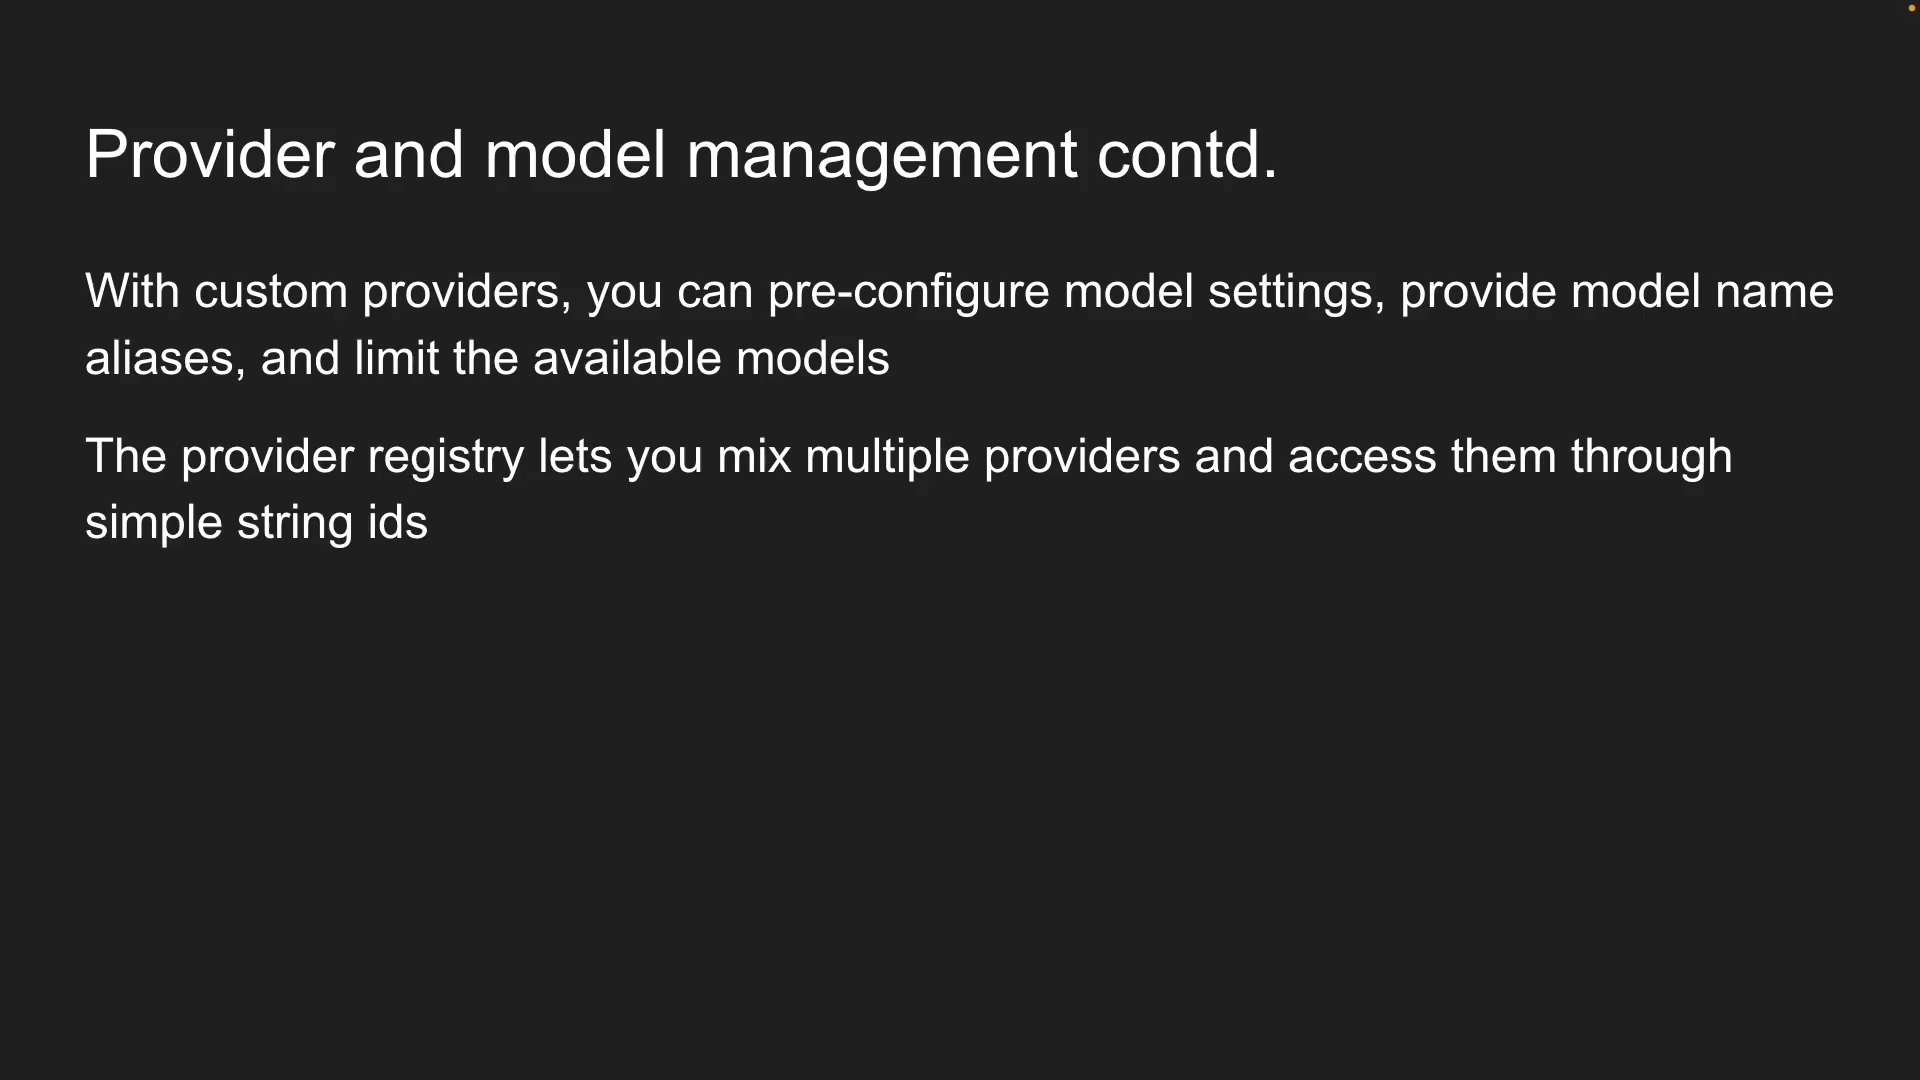 Provider and model management contd.
With custom providers, you can pre-configure model settings, provide model name
aliases, and limit the available models
The provider registry lets you mix multiple providers and access them through
simple string ids